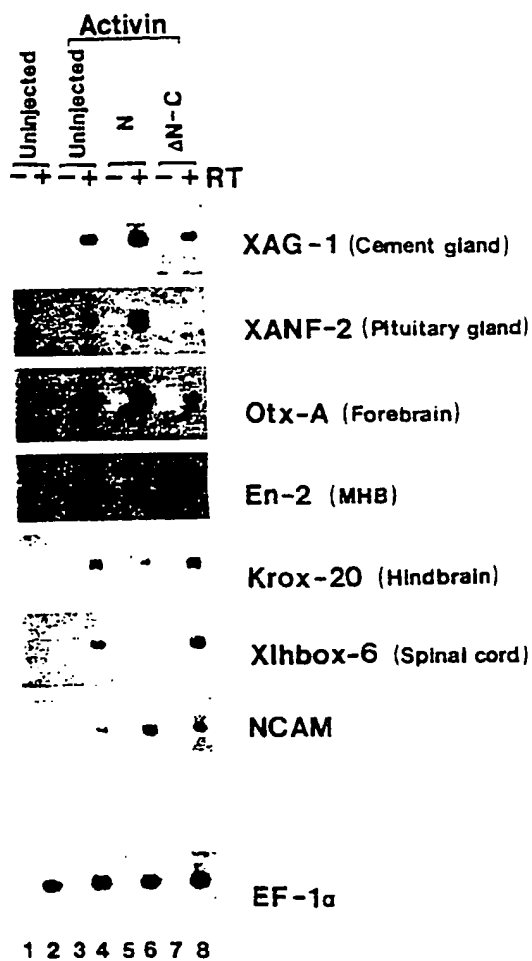 Activin
Uninjected
Uninjected
N
ΔN-C
- + - + - + - + RT
XAG-1 (Cement gland)
XANF-2 (Pituitary gland)
Otx-A (Forebrain)
En-2 (MHB)
Krox-20 (Hindbrain)
Xlhbox-6 (Spinal cord)
NCAM
EF-1α
1 2 3 4 5 6 7 8